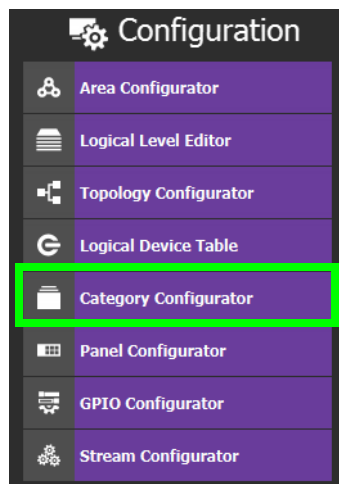 Configuration
Area Configurator
Logical Level Editor
Topology Configurator
Logical Device Table
Category Configurator
Panel Configurator
GPIO Configurator
Stream Configurator